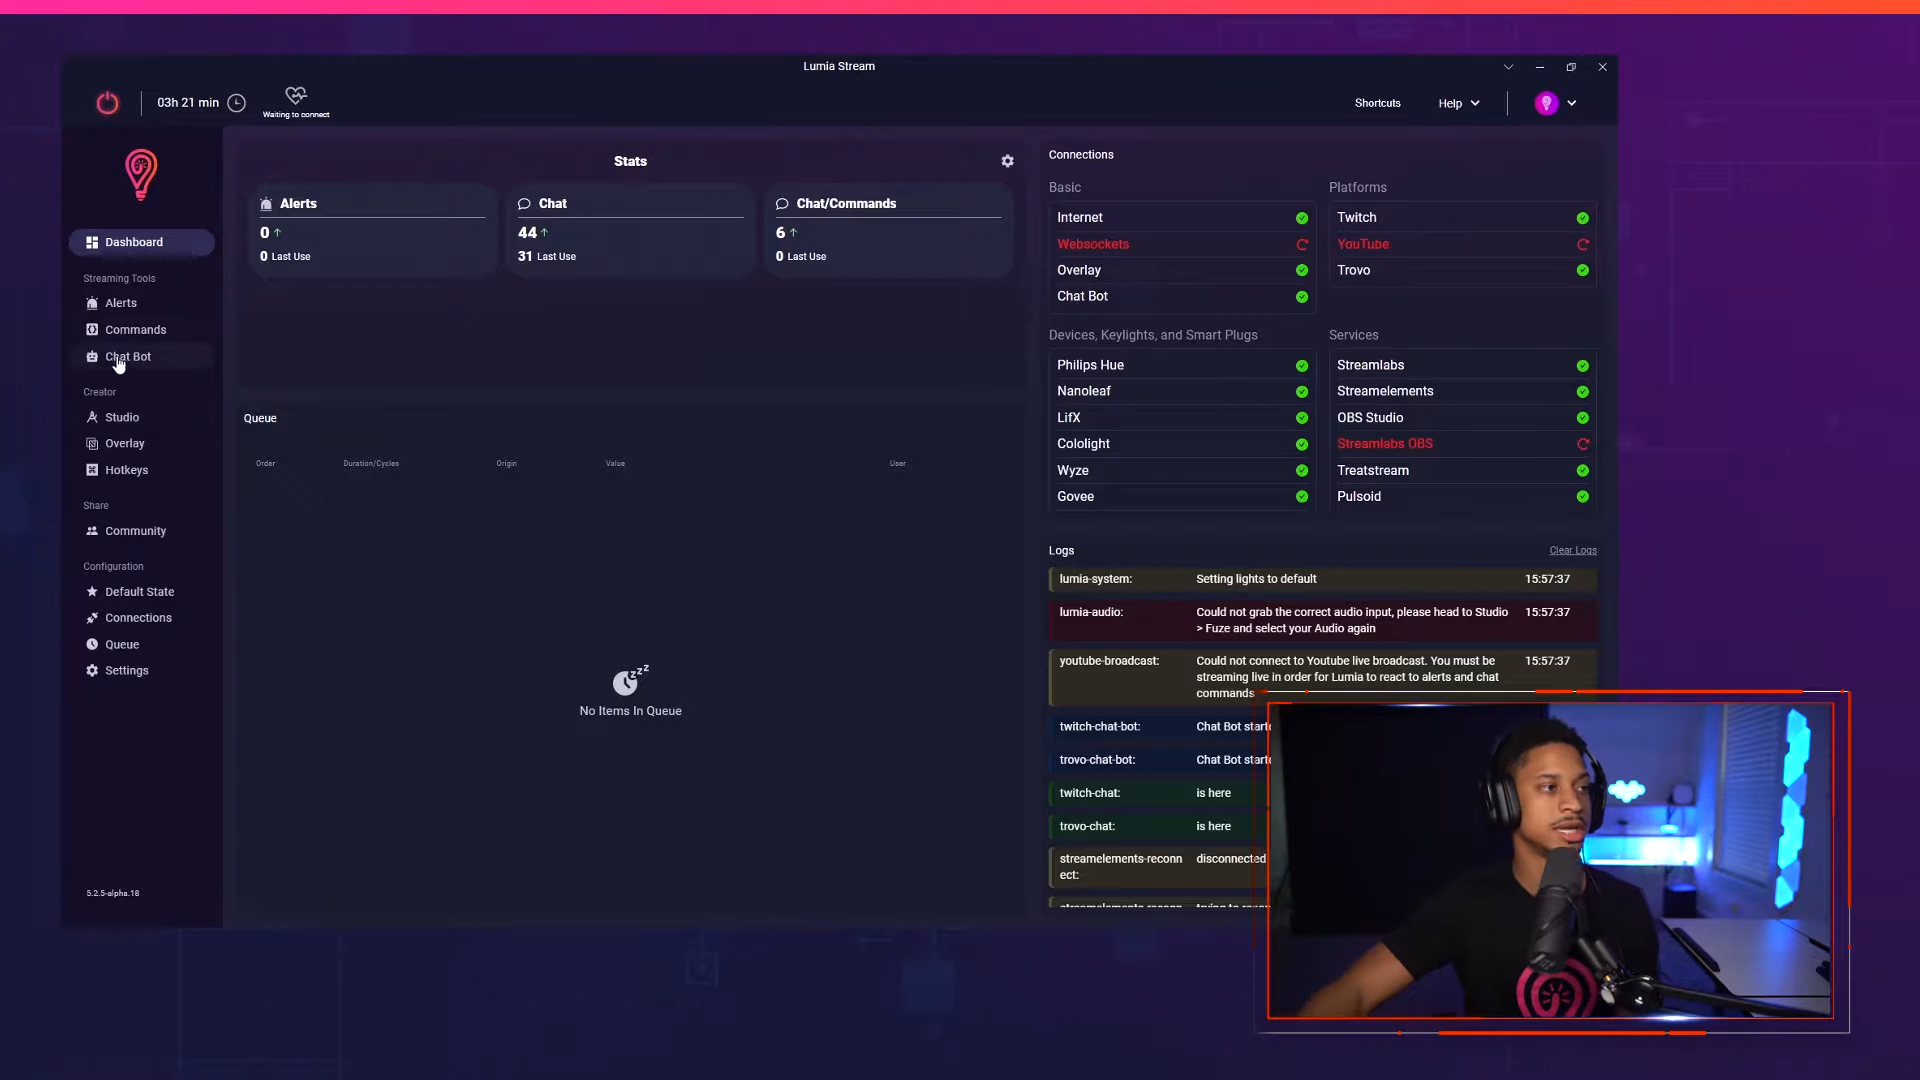 Lumia Stream
03h 21 min
Waiting to connect
Shortcuts
Help
Dashboard
Streaming Tools
Alerts
Commands
Chat Bot
Creator
Studio
Overlay
Hotkeys
Share
Community
Configuration
Default State
Connections
Queue
Settings
5.2.5-alpha.18
Stats
Alerts
0
0 Last Use
Chat
44
31 Last Use
Chat/Commands
6
0 Last Use
Queue
Order Duration/Cycles Origin Value User
No Items In Queue
Connections
Basic
Internet
Websockets
Overlay
Chat Bot
Platforms
Twitch
YouTube
Trovo
Devices, Keylights, and Smart Plugs
Philips Hue
Nanoleaf
LifX
Cololight
Wyze
Govee
Services
Streamlabs
Streamelements
OBS Studio
Streamlabs OBS
Treatstream
Pulsoid
Logs
Clear Logs
lumia-system: Setting lights to default 15:57:37
lumia-audio: Could not grab the correct audio input, please head to Studio 15:57:37
> Fuze and select your Audio again
youtube-broadcast: Could not connect to Youtube live broadcast. You must be 15:57:37
streaming live in order for Lumia to react to alerts and chat
commands
twitch-chat-bot: Chat Bot
trovo-chat-bot: Chat Bot
twitch-chat: is here
trovo-chat: is here
streamelements-reconn disconnected
ect: